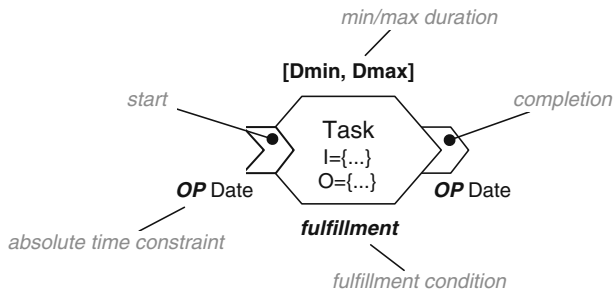 min/max duration
[Dmin, Dmax]
start
completion
Task
I={...}
O={...}
OP Date
OP Date
absolute time constraint
fulfillment
fulfillment condition